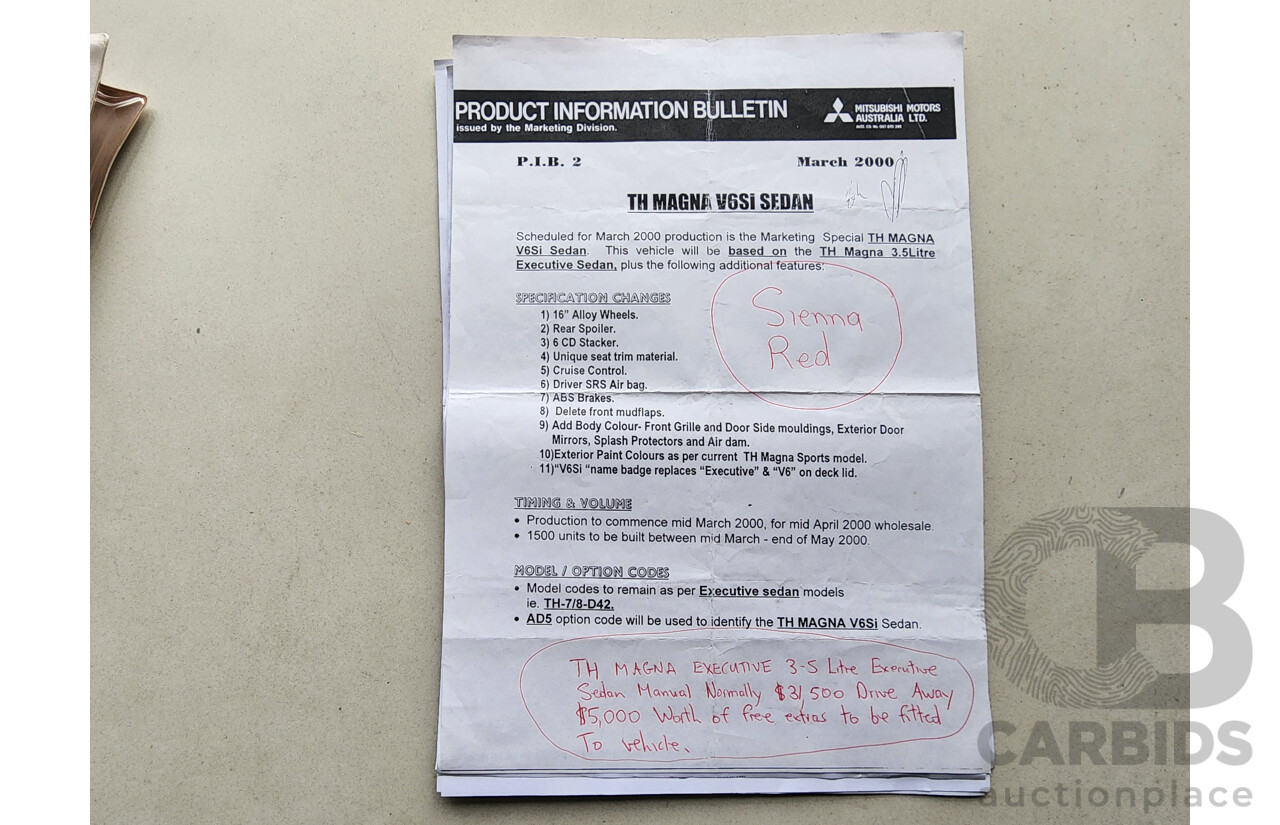 PRODUCT INFORMATION BULLETIN
issued by the Marketing Division.
MITSUBISHI MOTORS
AUSTRALIA LTD.
P.I.B. 2
March 2000
TH MAGNA V6Si SEDAN
Scheduled for March 2000 production is the Marketing Special TH MAGNA
V6Si Sedan. This vehicle will be based on the TH Magna 3.5Litre
Executive Sedan, plus the following additional features:
SPECIFICATION CHANGES
1) 16" Alloy Wheels.
2) Rear Spoiler.
3) 6 CD Stacker.
4) Unique seat trim material.
5) Cruise Control.
6) Driver SRS Air bag.
7) ABS Brakes.
8) Delete front mudflaps.
9) Add Body Colour- Front Grille and Door Side mouldings, Exterior Door
Mirrors, Splash Protectors and Air dam.
10)Exterior Paint Colours as per current TH Magna Sports model.
11)"V6Si "name badge replaces "Executive" & "V6" on deck lid.
Sienna
Red
TIMING & VOLUME
• Production to commence mid March 2000, for mid April 2000 wholesale.
• 1500 units to be built between mid March - end of May 2000.
MODEL / OPTION CODES
• Model codes to remain as per Executive sedan models
ie. TH-7/8-D42.
• AD5 option code will be used to identify the TH MAGNA V6Si Sedan.
TH MAGNA EXECUTIVE 3-5 Litre Executive
Sedan Manual Normally $31,500 Drive Away
$5,000 Worth of free extras to be fitted
To vehicle.
CB
CARBIDS
auctionplace